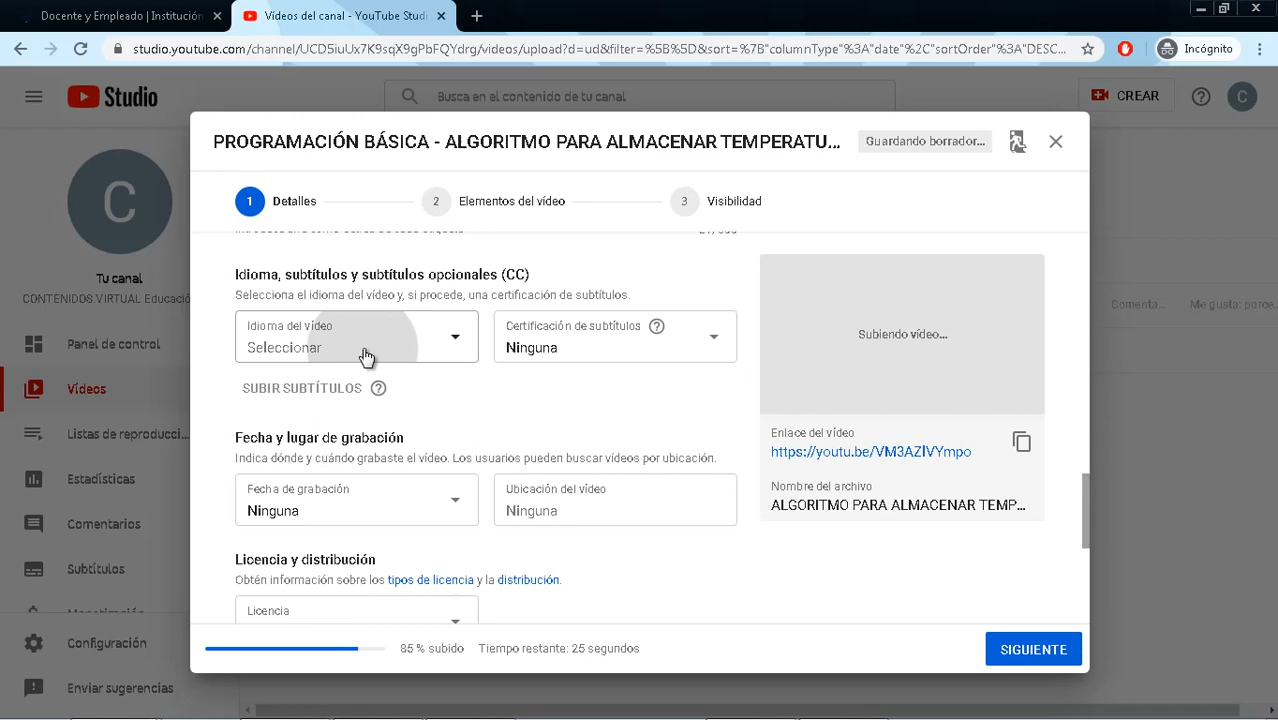 Docente y Empleado | Institución
Vídeos del canal - YouTube Studi
studio.youtube.com/channel/UCD5iuUx7K9sqX9gPbFQYdrg/videos/upload?d=ud&filter=%5B%5D&sort=%7B"columnType"%3A"date"%2C"sortOrder"%3A"DESC...
Incógnito
Studio
Busca en el contenido de tu canal
CREAR
C
C
Tu canal
CONTENIDOS.VIRTUAL Educació
Panel de control
Vídeos
Listas de reproducci...
Estadísticas
Comentarios
Subtítulos
Configuración
Enviar sugerencias
Comenta...
Me gusta: porce...
PROGRAMACIÓN BÁSICA - ALGORITMO PARA ALMACENAR TEMPERATU...
Guardando borrador...
1 Detalles
2 Elementos del vídeo
3 Visibilidad
Idioma, subtítulos y subtítulos opcionales (CC)
Selecciona el idioma del vídeo y, si procede, una certificación de subtítulos.
Idioma del vídeo
Seleccionar
Certificación de subtítulos
Ninguna
SUBIR SUBTÍTULOS
Fecha y lugar de grabación
Indica dónde y cuándo grabaste el vídeo. Los usuarios pueden buscar vídeos por ubicación.
Fecha de grabación
Ninguna
Ubicación del vídeo
Ninguna
Licencia y distribución
Obtén información sobre los tipos de licencia y la distribución.
Licencia
Subiendo vídeo...
Enlace del vídeo
https://youtu.be/VM3AZlVYmpo
Nombre del archivo
ALGORITMO PARA ALMACENAR TEMP...
85 % subido
Tiempo restante: 25 segundos
SIGUIENTE